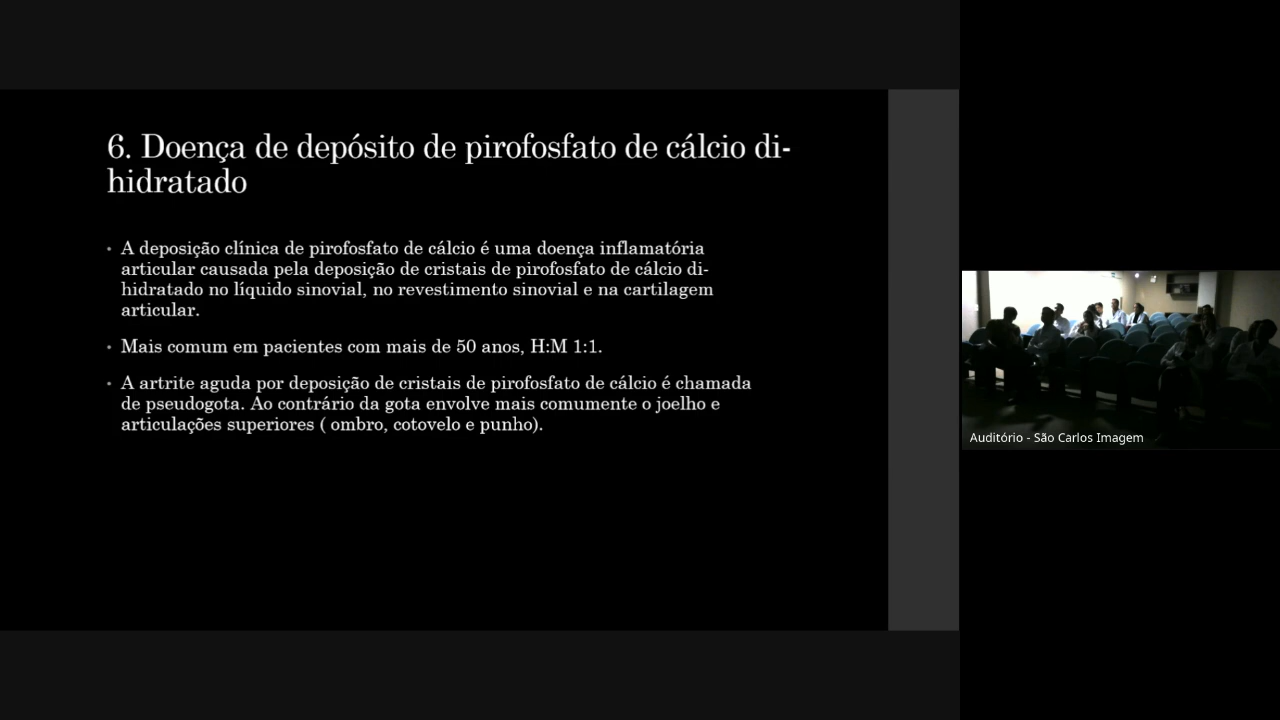 6. Doença de depósito de pirofosfato de cálcio di-
hidratado
• A deposição clínica de pirofosfato de cálcio é uma doença inflamatória
articular causada pela deposição de cristais de pirofosfato de cálcio di-
hidratado no líquido sinovial, no revestimento sinovial e na cartilagem
articular.
• Mais comum em pacientes com mais de 50 anos, H:M 1:1.
• A artrite aguda por deposição de cristais de pirofosfato de cálcio é chamada
de pseudogota. Ao contrário da gota envolve mais comumente o joelho e
articulações superiores ( ombro, cotovelo e punho).
Auditório - São Carlos Imagem